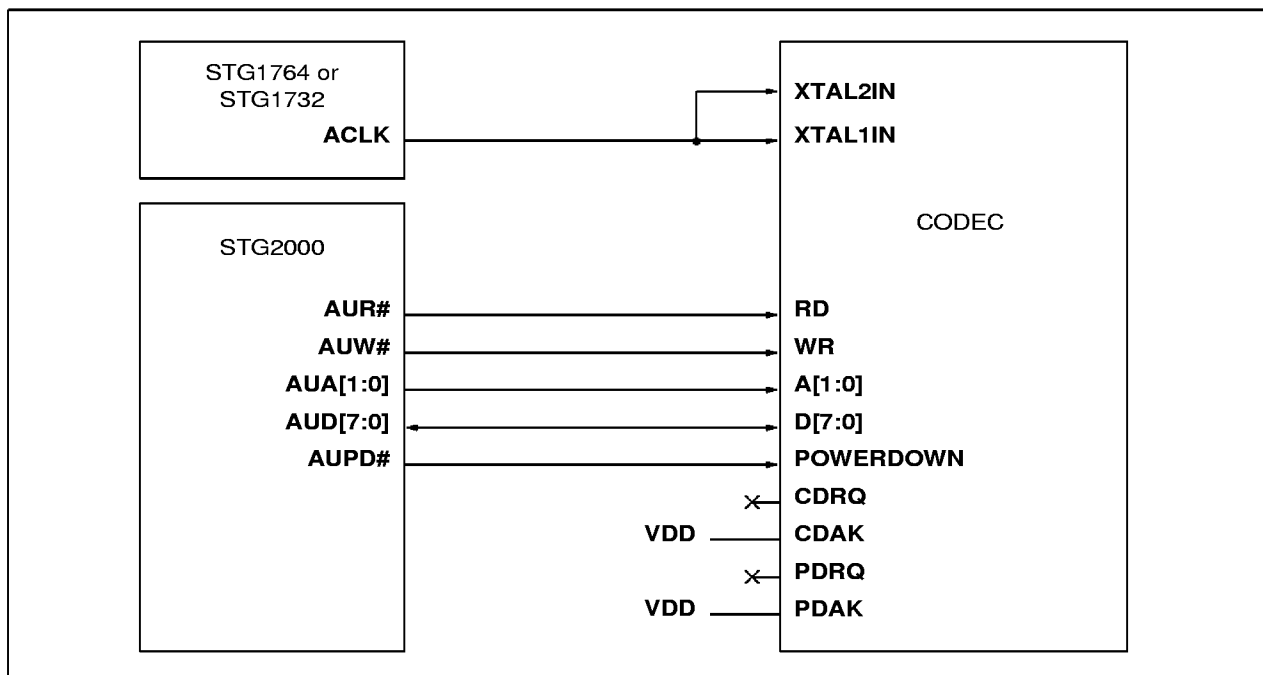 STG1764 or
STG1732
ACLK
XTAL2IN
XTAL1IN
CODEC
STG2000
AUR#
RD
AUW#
WR
AUA[1:0]
A[1:0]
AUD[7:0]
D[7:0]
AUPD#
POWERDOWN
CDRQ
VDD
CDAK
PDRQ
VDD
PDAK